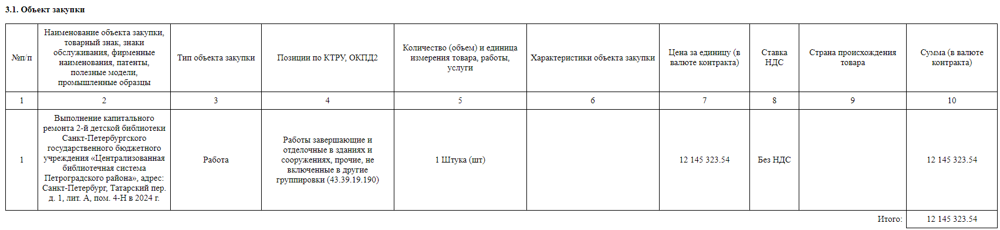 3.1. Объект закупки
№п/п
Наименование объекта закупки,
товарный знак, знаки
обслуживания, фирменные
наименования, патенты,
полезные модели,
промышленные образцы
Тип объекта закупки
Позиции по КТРУ, ОКПД2
Количество (объем) и единица
измерения товара, работы,
услуги
Характеристики объекта закупки
Цена за единицу (в
валюте контракта)
Ставка
НДС
Страна происхождения
товара
Сумма (в валюте
контракта)
1
2
3
4
5
6
7
8
9
10
1
Выполнение капитального
ремонта 2-й детской библиотеки
Санкт-Петербургского
государственного бюджетного
учреждения «Централизованная
библиотечная система
Петроградского района», адрес:
Санкт-Петербург, Татарский пер.
д. 1, лит. А, пом. 4-Н в 2024 г.
Работа
Работы завершающие и
отделочные в зданиях и
сооружениях, прочие, не
включенные в другие
группировки (43.39.19.190)
1 Штука (шт)
12 145 323.54
Без НДС
12 145 323.54
Итого:
12 145 323.54